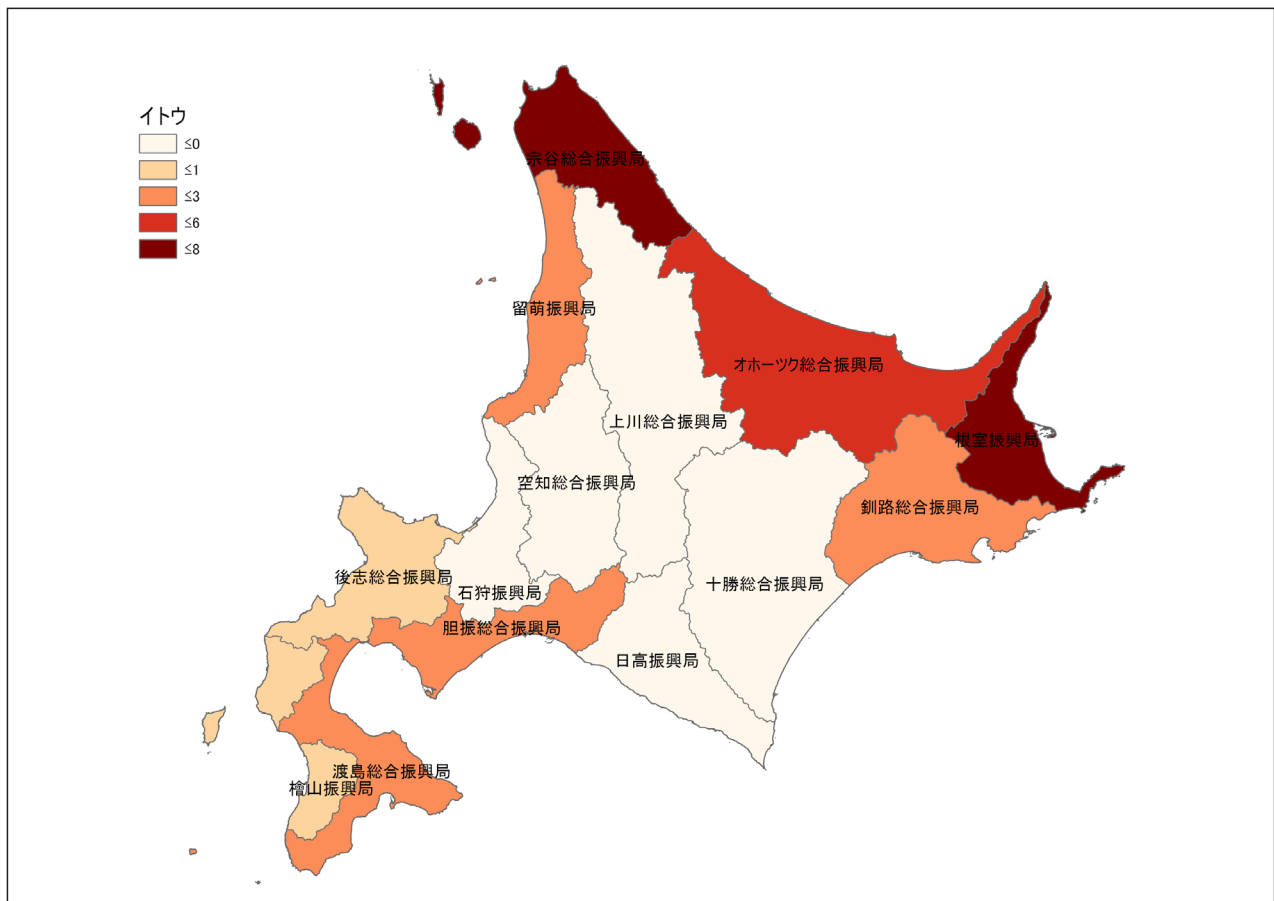 イトウ
≤0
≤1
≤3
≤6
≤8
宗谷総合振興局
留萌振興局
オホーツク総合振興局
上川総合振興局
根室振興局
空知総合振興局
釧路総合振興局
後志総合振興局
十勝総合振興局
石狩振興局
胆振総合振興局
日高振興局
渡島総合振興局
檜山振興局